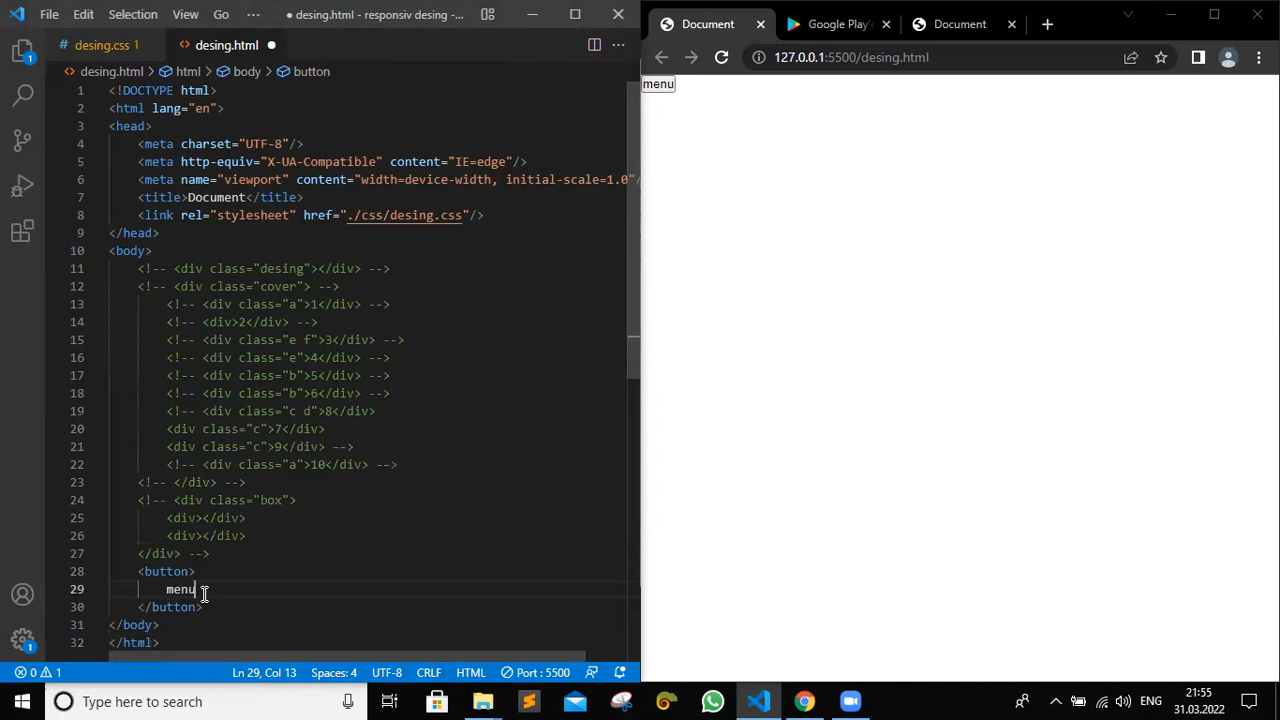 File Edit Selection View Go ··· ● desing.html - responsiv desing -...
# desing.css 1 <> desing.html ●
<> desing.html > html > body > button
1 <!DOCTYPE html>
2 <html lang="en">
3 <head>
4 <meta charset="UTF-8"/>
5 <meta http-equiv="X-UA-Compatible" content="IE=edge"/>
6 <meta name="viewport" content="width=device-width, initial-scale=1.0"/
7 <title>Document</title>
8 <link rel="stylesheet" href="./css/desing.css"/>
9 </head>
10 <body>
11 <!-- <div class="desing"></div> -->
12 <!-- <div class="cover"> -->
13 <!-- <div class="a">1</div> -->
14 <!-- <div>2</div> -->
15 <!-- <div class="e f">3</div> -->
16 <!-- <div class="e">4</div> -->
17 <!-- <div class="b">5</div> -->
18 <!-- <div class="b">6</div> -->
19 <!-- <div class="c d">8</div>
20 <div class="c">7</div>
21 <div class="c">9</div> -->
22 <!-- <div class="a">10</div> -->
23 <!-- </div> -->
24 <!-- <div class="box">
25 <div></div>
26 <div></div>
27 </div> -->
28 <button>
29 menu
30 </button>
31 </body>
32 </html>
1
1
0 1 Ln 29, Col 13 Spaces: 4 UTF-8 CRLF HTML Port : 5500
Document Google Play' Document
127.0.0.1:5500/desing.html
menu
Type here to search
ENG 21:55
31.03.2022